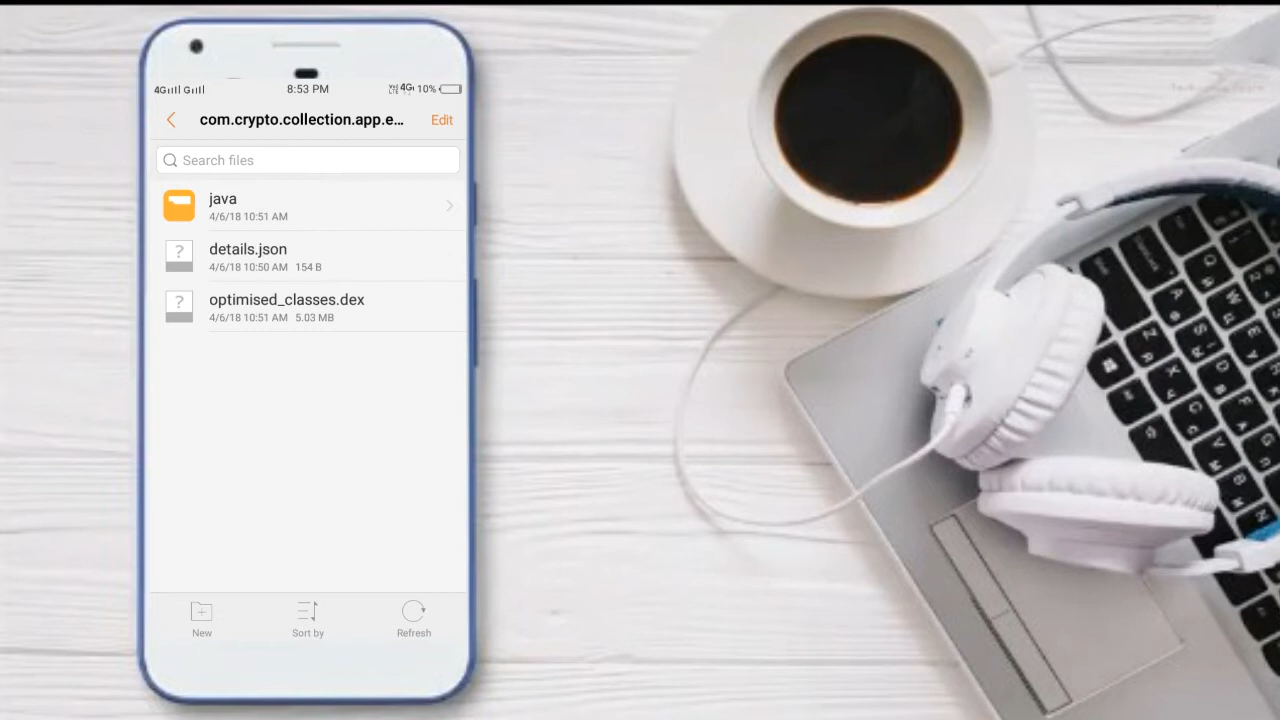 4G 8:53 PM 4G 10%
com.crypto.collection.app.e... Edit
Search files
java
4/6/18 10:51 AM
details.json
4/6/18 10:50 AM 154 B
optimised_classes.dex
4/6/18 10:51 AM 5.03 MB
New Sort by Refresh